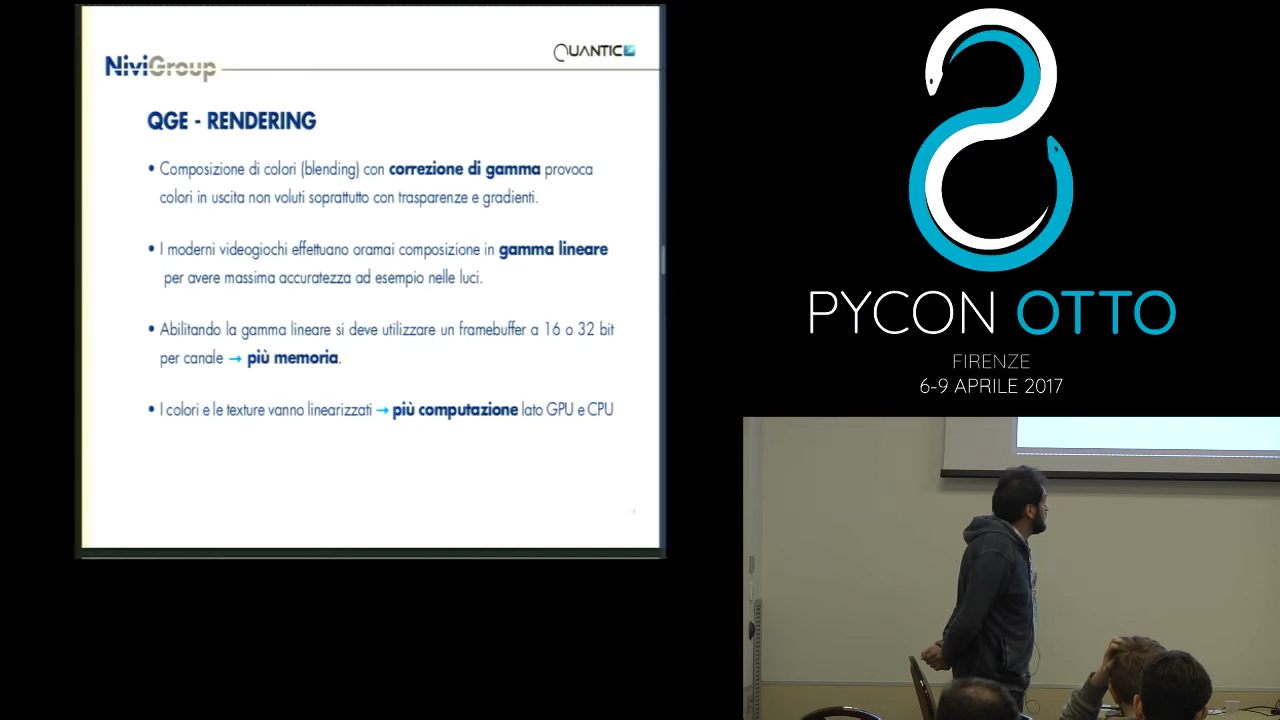 NiviGroup
QUANTIC
QGE - RENDERING
• Composizione di colori (blending) con correzione di gamma provoca
colori in uscita non voluti soprattutto con trasparenze e gradienti.
• I moderni videogiochi effettuano oramai composizione in gamma lineare
per avere massima accuratezza ad esempio nelle luci.
• Abilitando la gamma lineare si deve utilizzare un framebuffer a 16 o 32 bit
per canale → più memoria.
• I colori e le texture vanno linearizzati → più computazione lato GPU e CPU
PYCON OTTO
FIRENZE
6-9 APRILE 2017